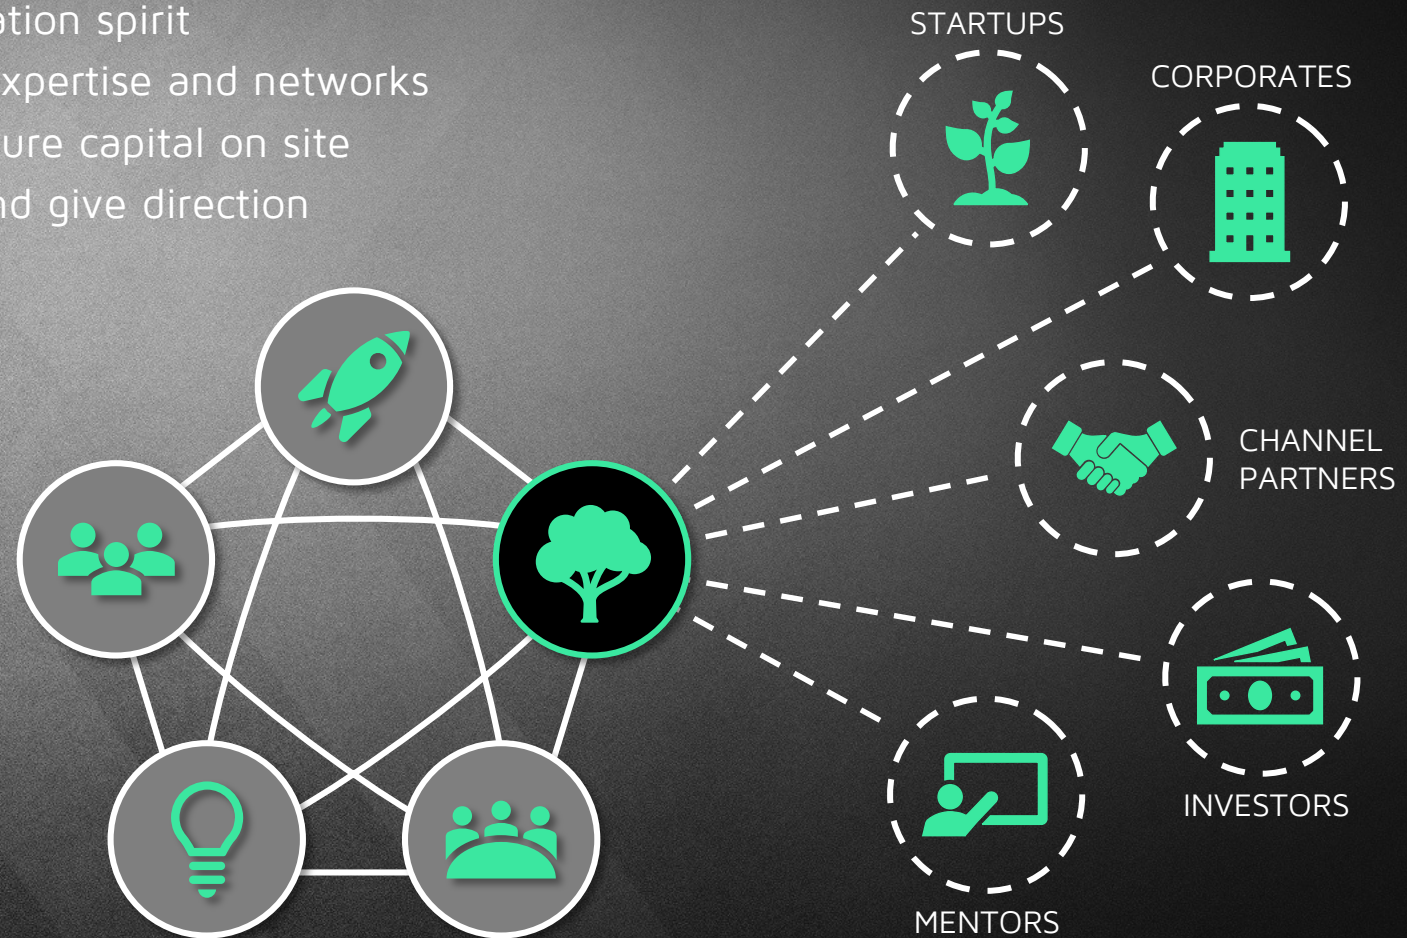 ation spirit
xpertise and networks
ure capital on site
nd give direction
STARTUPS
CORPORATES
CHANNEL
PARTNERS
INVESTORS
MENTORS